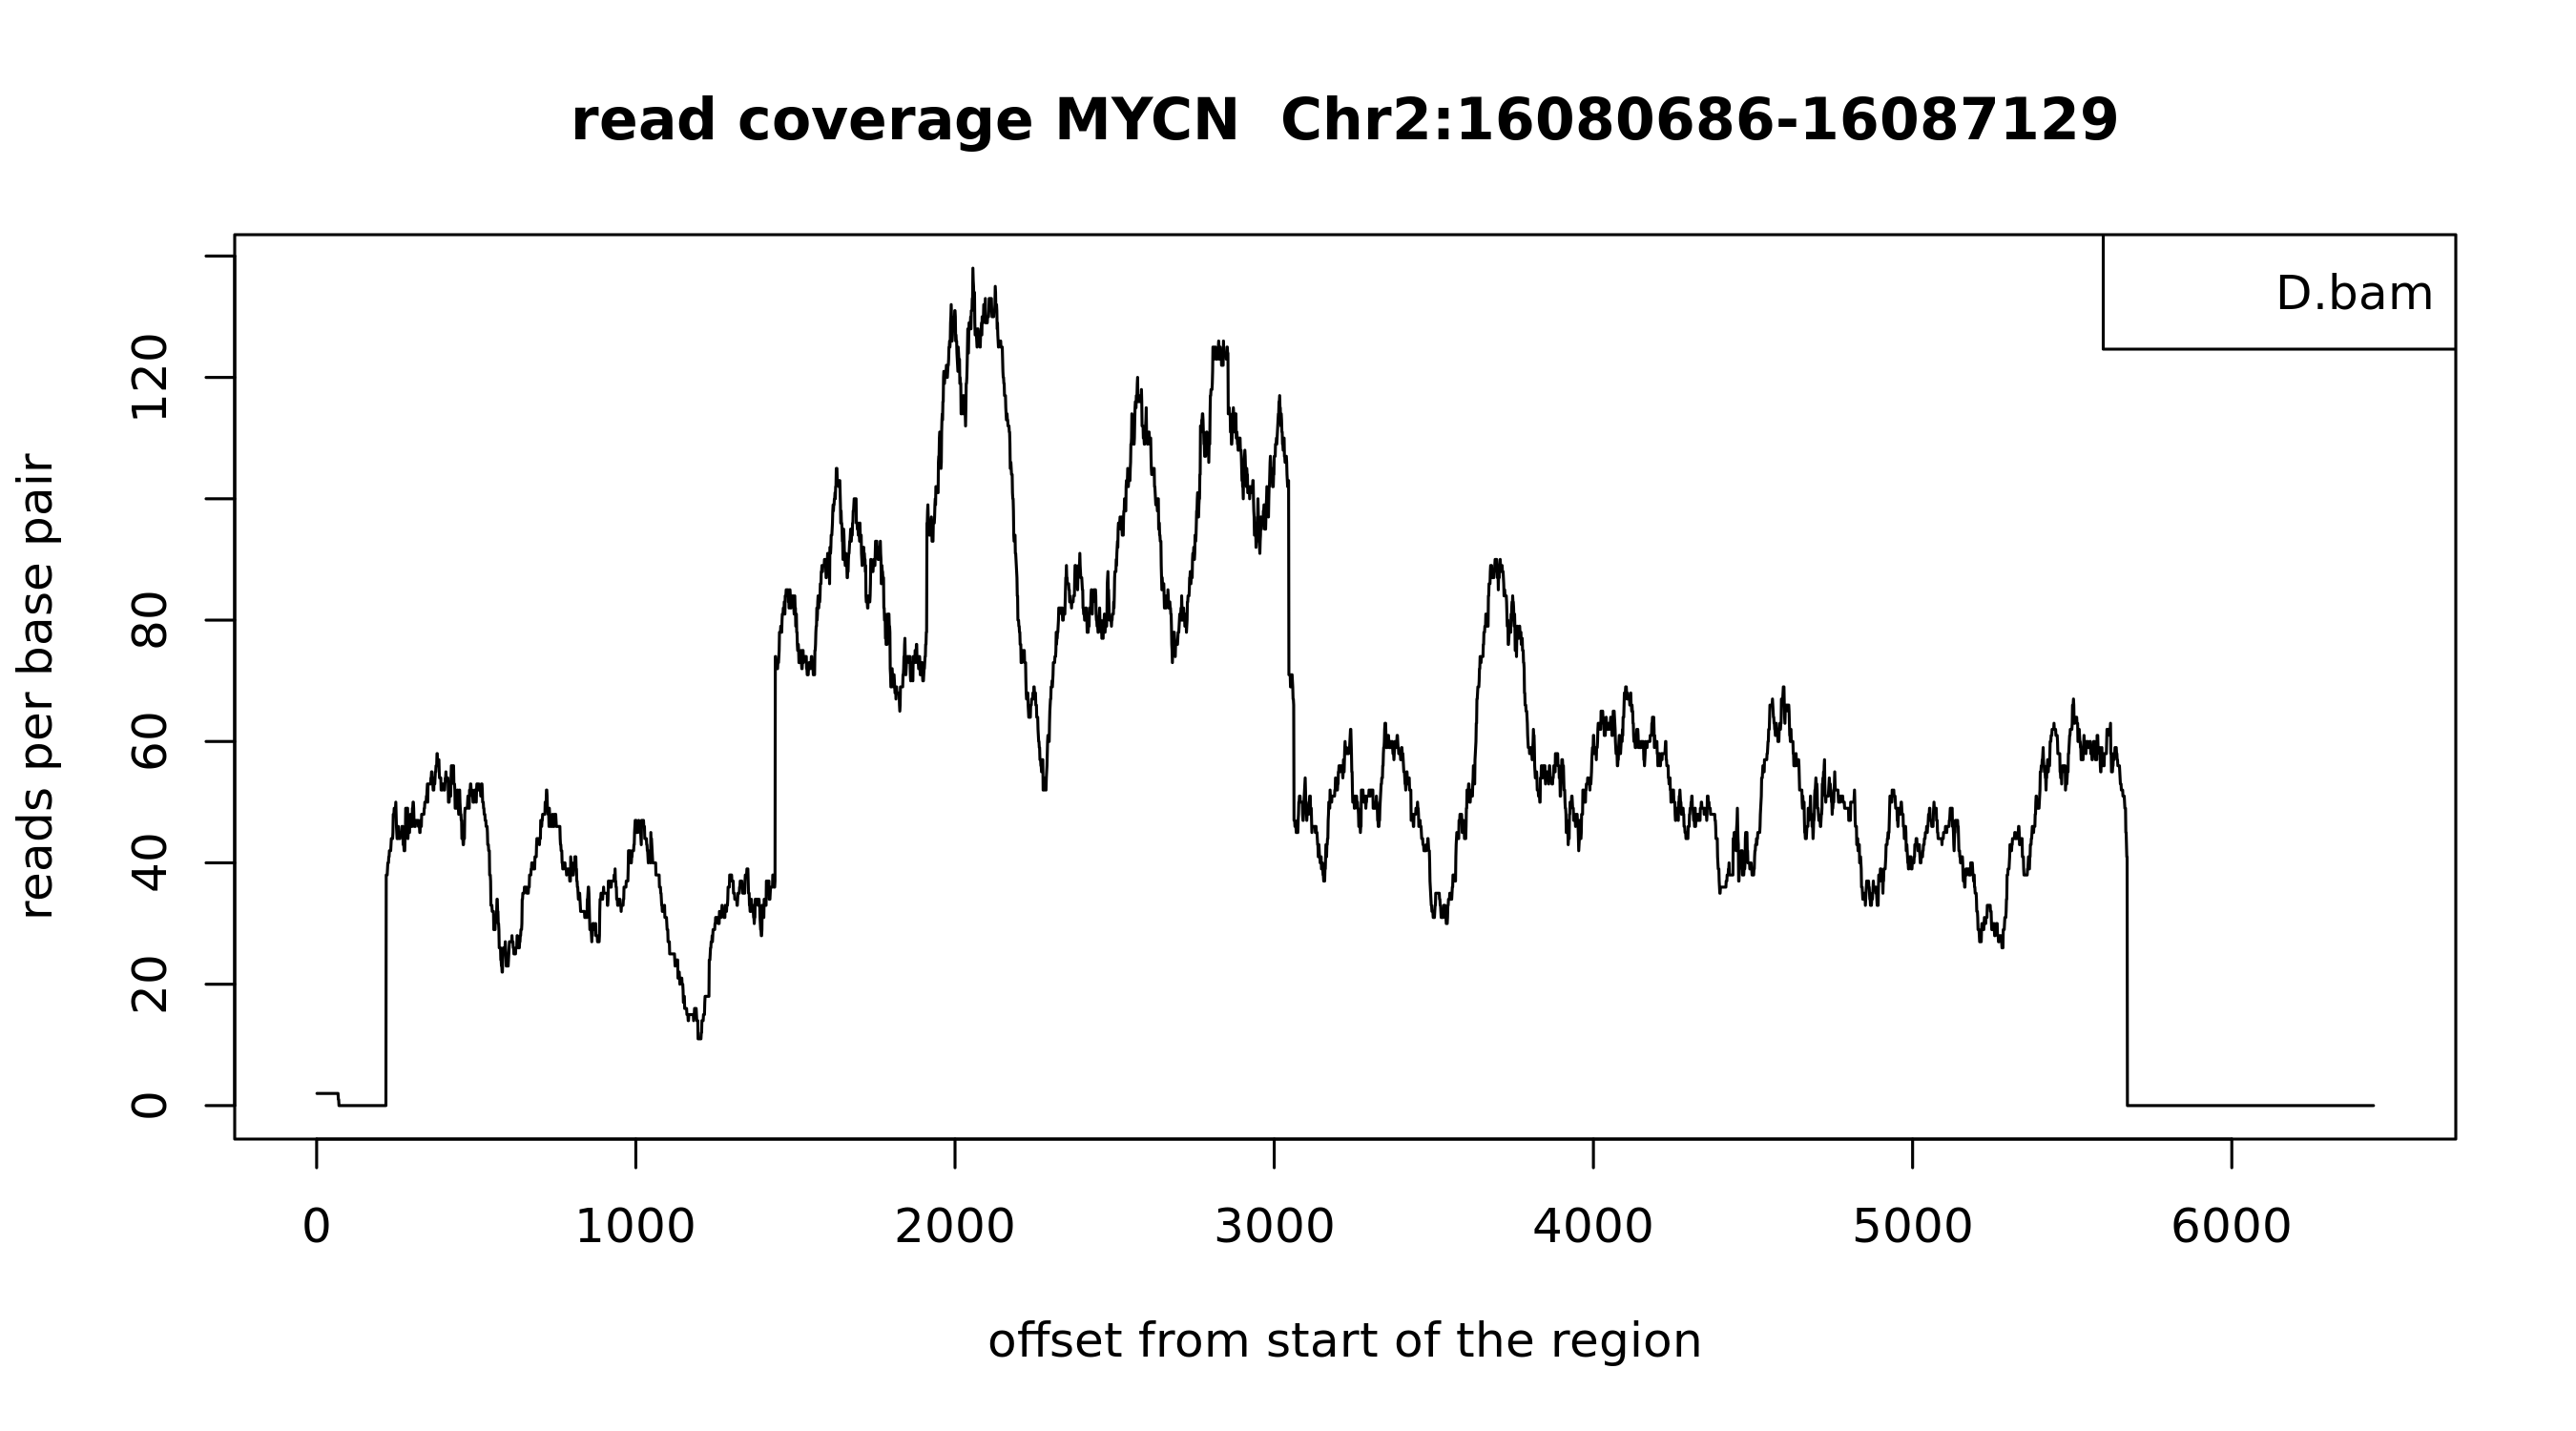 read coverage MYCN  Chr2:16080686-16087129
D.bam
reads per base pair
120
80
60
40
20
0
0 1000 2000 3000 4000 5000 6000
offset from start of the region